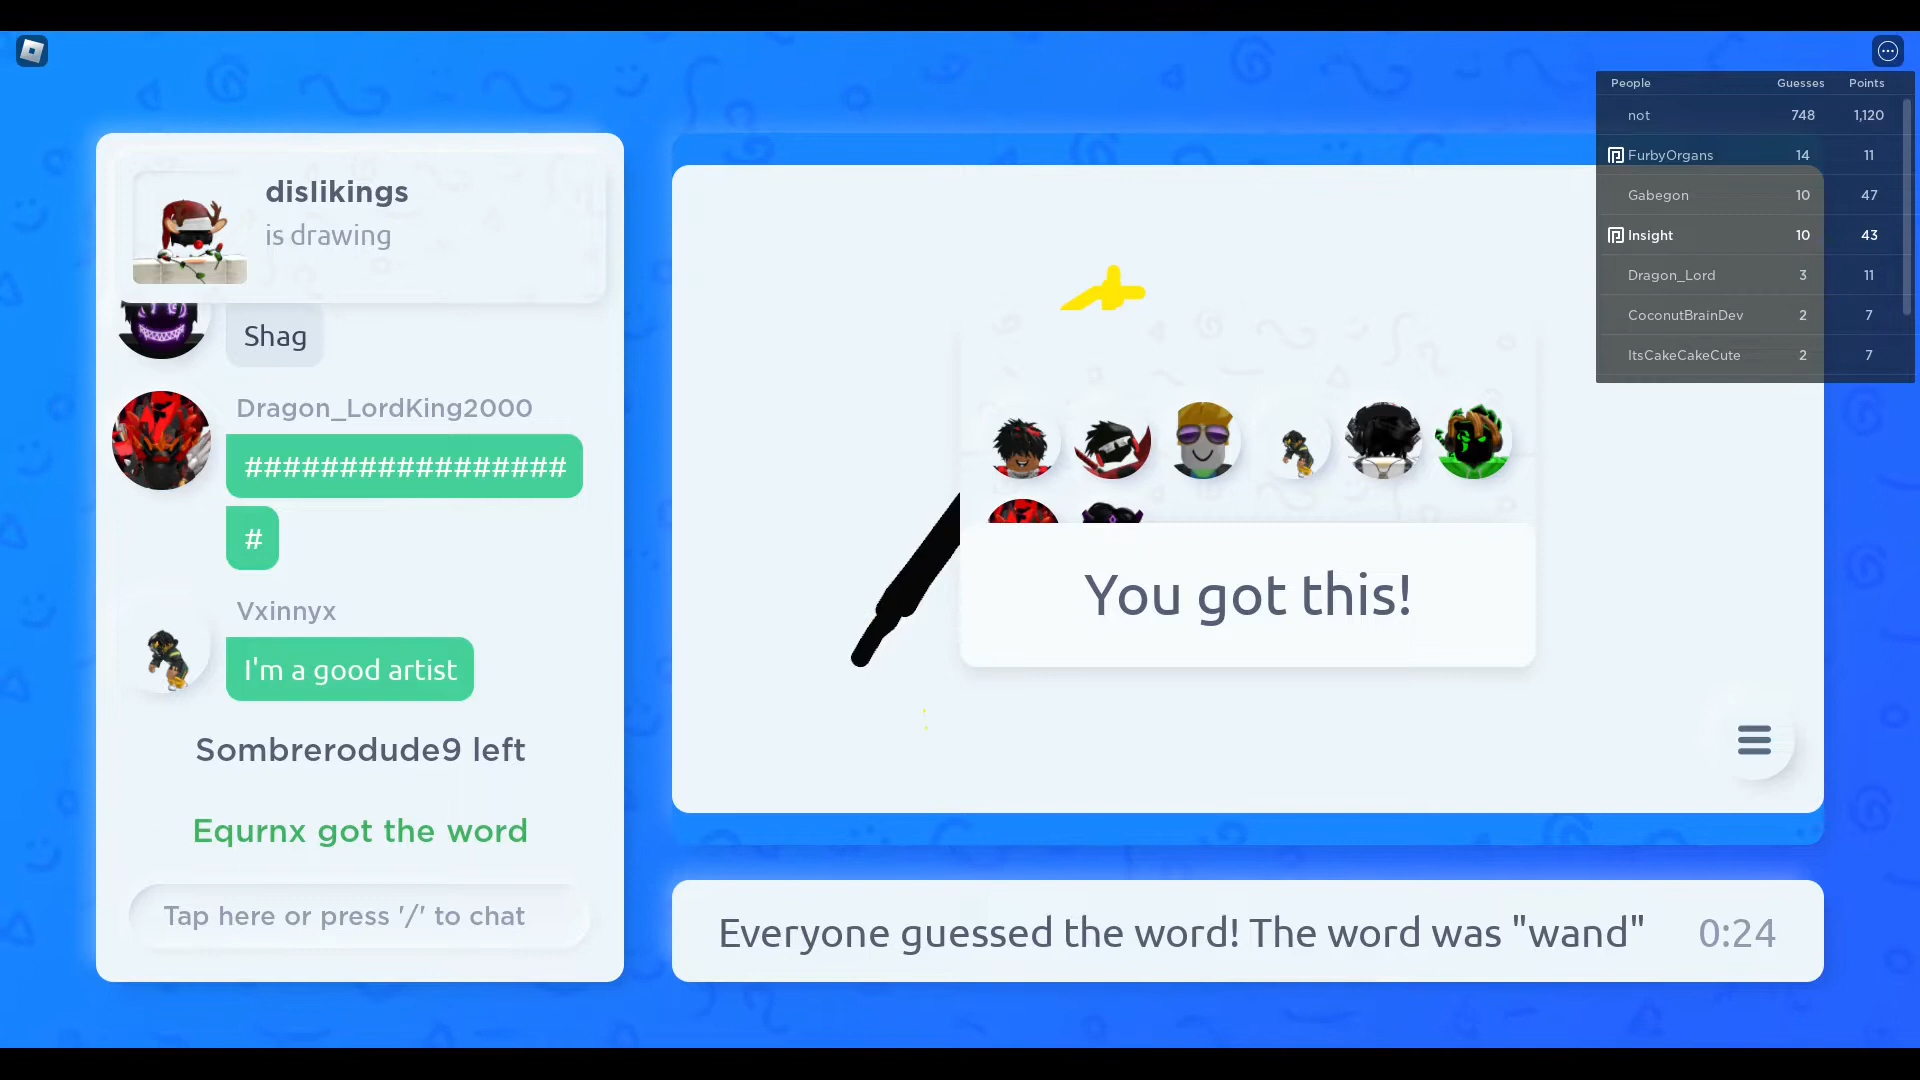 dislikings
is drawing
Shag
Dragon_LordKing2000
#################
#
Vxinnyx
I'm a good artist
Sombrerodude9 left
Equrnx got the word
Tap here or press '/' to chat
You got this!
Everyone guessed the word! The word was "wand" 0:24
People Guesses Points
not 748 1,120
FurbyOrgans 14 11
Gabegon 10 47
Insight 10 43
Dragon_Lord 3 11
CoconutBrainDev 2 7
ItsCakeCakeCute 2 7